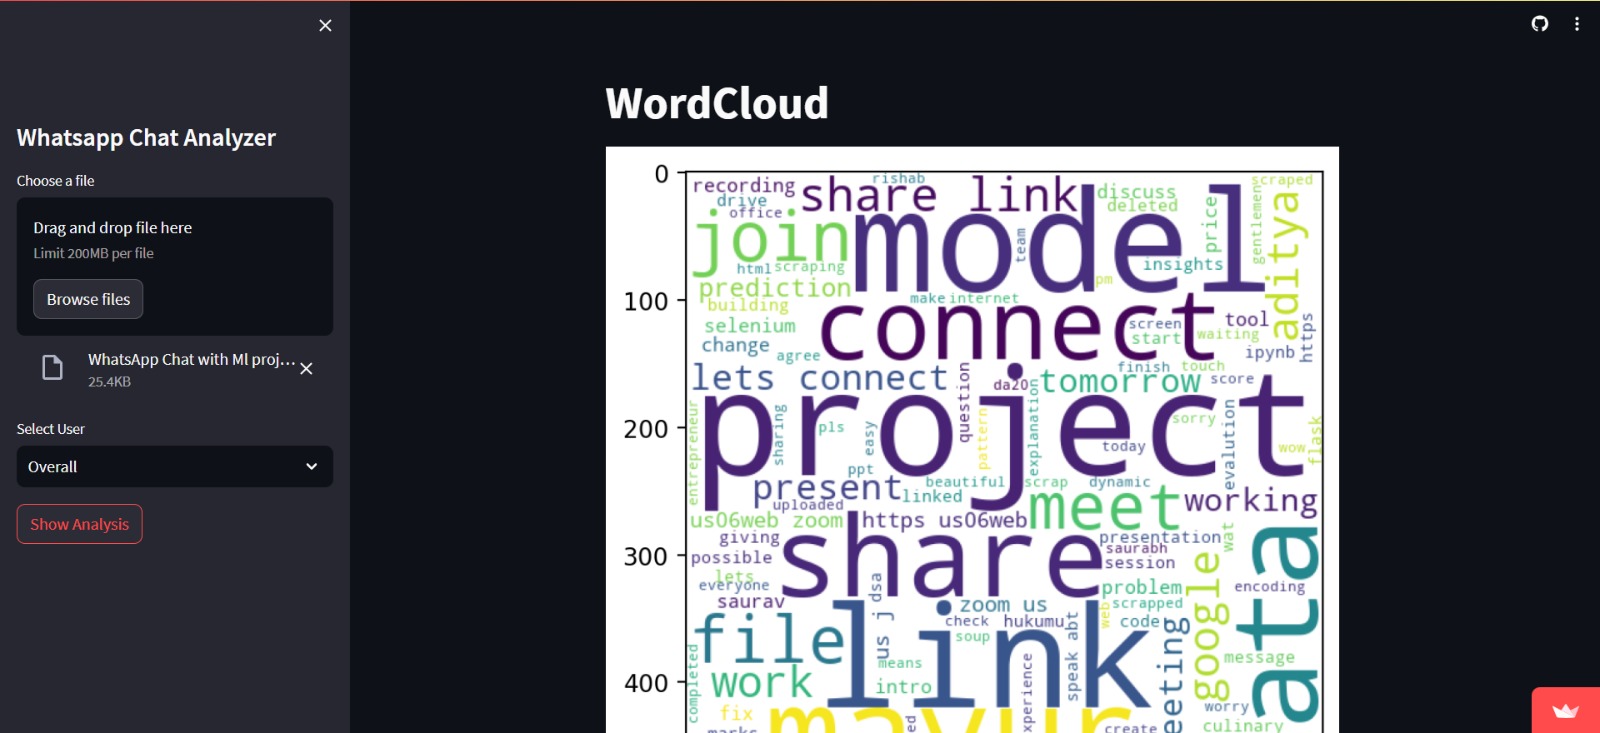 Whatsapp Chat Analyzer
Choose a file
Drag and drop file here
Limit 200MB per file
Browse files
WhatsApp Chat with Ml proj...
25.4KB
Select User
Overall
Show Analysis
WordCloud
0
100
200
300
400
recording
drive
office
rishab
share link
discuss
deleted
scraped
join
model
team
price
gentlemen
aditya
html
scraping
insights
pm
prediction
building
make
internet
connect
screen
start
tool
waiting
https
selenium
change
agree
ipynb
finish
touch
lets connect
question
da20
tomorrow
score
project
entrepreneur
sharing
pls
easy
pattern
explanation
today
sorry
evalution
wow
flask
ppt
present
beautiful
scrap
dynamic
linked
uploaded
meet
working
us06web zoom
https us06web
giving
possible
share
presentation
wat
saurabh
session
lets
everyone
dsa
problem
google
encoding
ata
saurav
zoom us
scrapped
file
us j
link
check
hukumu
web
code
soup
speak abt
eeting
completed
means
work
intro
xperience
message
fix
mayur
ed
worry
culinary
marks
create